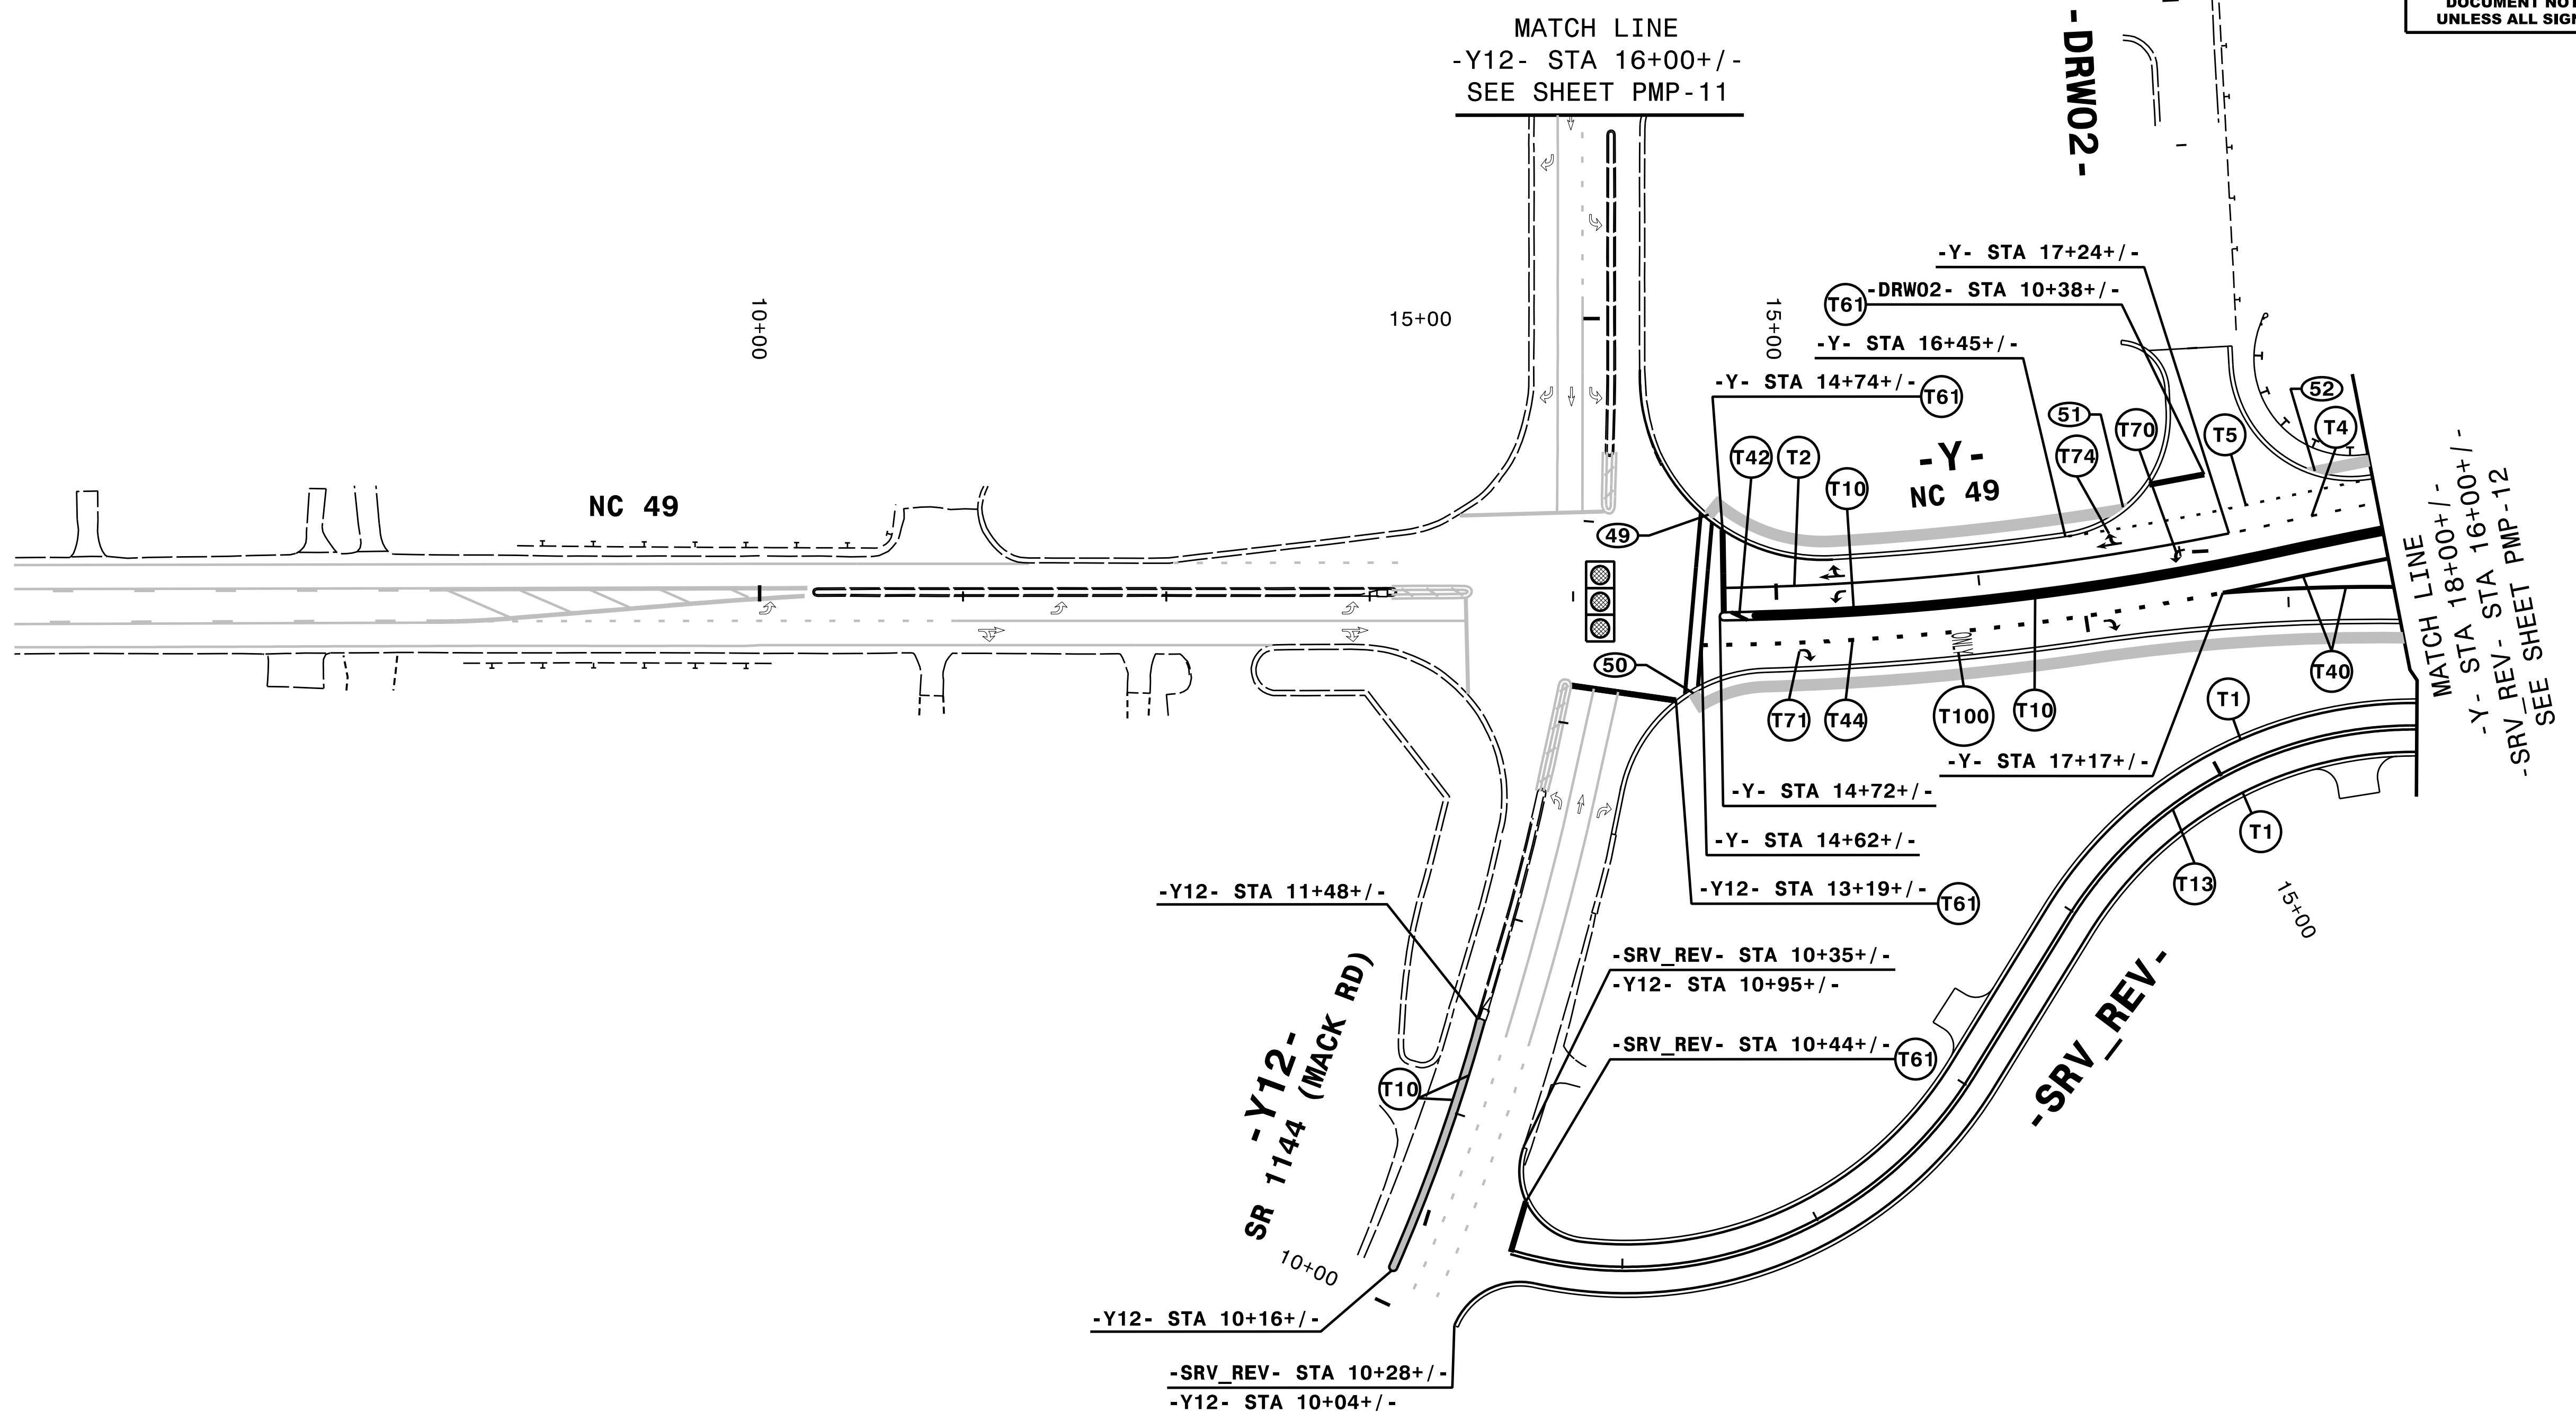 DOCUMENT NOT
UNLESS ALL SIGN
MATCH LINE
-Y12- STA 16+00+/-
SEE SHEET PMP-11
-DRW02-
-Y- STA 17+24+/-
T61
-DRW02- STA 10+38+/-
10+00
15+00
15+00
-Y- STA 16+45+/-
-Y- STA 14+74+/-
T61
52
51
T70
T5
T4
T42
T2
T74
T10
-Y-
NC 49
NC 49
49
50
ONLY
T71
T44
T100
T10
T40
T1
MATCH LINE
-Y- STA 18+00+/-
-SRV_REV- STA 16+00+/-
SEE SHEET PMP-12
-Y- STA 17+17+/-
-Y- STA 14+72+/-
T1
-Y- STA 14+62+/-
T13
-Y12- STA 11+48+/-
-Y12- STA 13+19+/-
T61
15+00
-SRV_REV- STA 10+35+/-
-Y12- STA 10+95+/-
-SRV_REV- STA 10+44+/-
T61
-SRV_REV-
T10
-Y12-
SR 1144 (MACK RD)
10+00
-Y12- STA 10+16+/-
-SRV_REV- STA 10+28+/-
-Y12- STA 10+04+/-